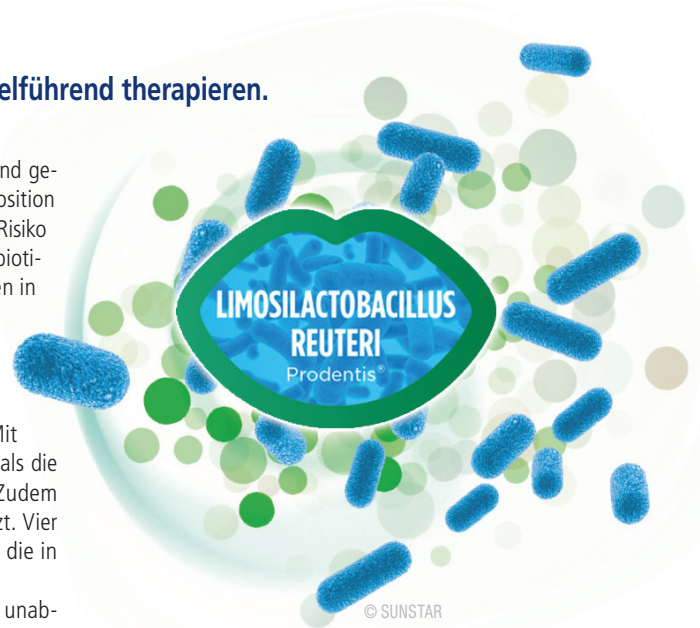 elführend therapieren.
nd ge-
osition
Risiko
bioti-
en in
Mit
als die
Zudem
zt. Vier
die in
unab-
LIMOSILACTOBACILLUS
REUTERI
Prodentis®
© SUNSTAR